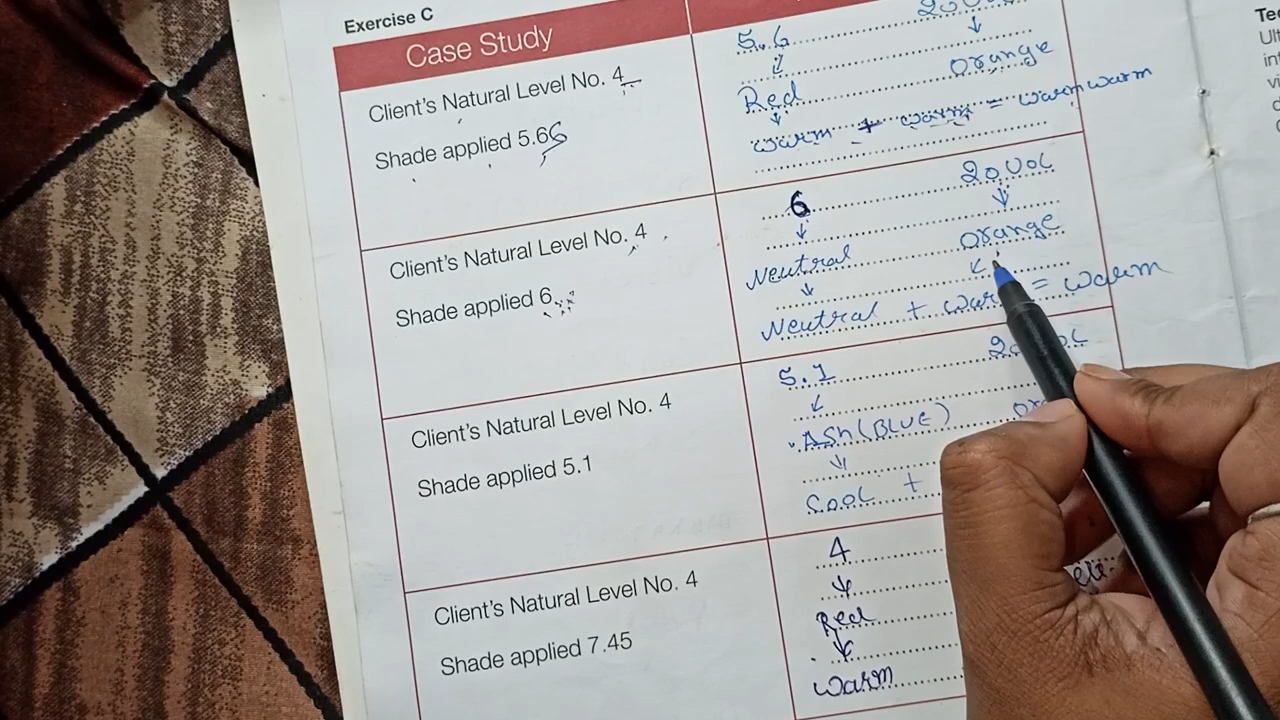 Exercise C
Case Study
Client's Natural Level No. 4
Shade applied 5.66
5.6
Red
orange
warm + warm = warm warm
Client's Natural Level No. 4
Shade applied 6
6 20 VOL
Neutral orange
Neutral + = warm
Client's Natural Level No. 4
Shade applied 5.1
5.1
ASh (BLUE)
COOL +
Client's Natural Level No. 4
Shade applied 7.45
4
Red
warm